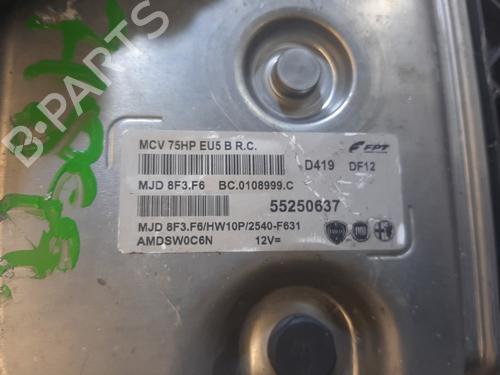 MCV 75HP EU5 B R.C.
FPT
D419 DF12
MJD 8F3.F6 BC.0108999.C
55250637
MJD 8F3.F6/HW10P/2540-F631
AMDSW0C6N 12V=
B-PARTS